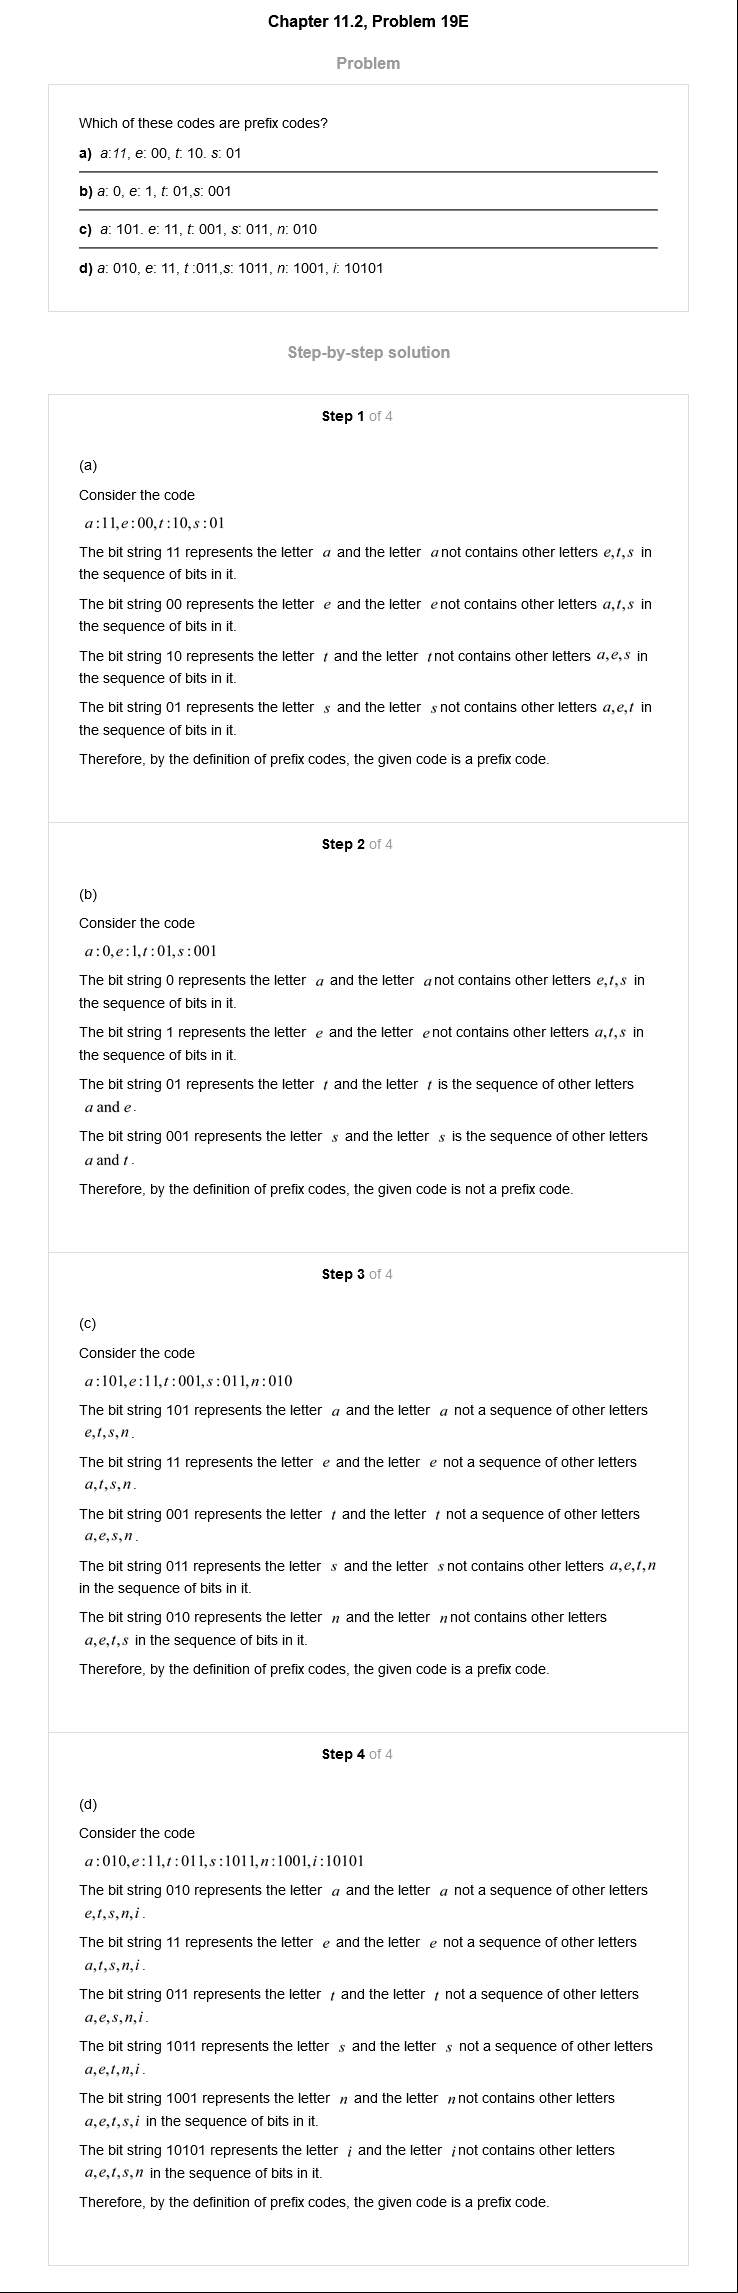 Chapter 11.2, Problem 19E
Problem
Which of these codes are prefix codes?
a) a:11, e: 00, t: 10. s: 01
b) a: 0, e: 1, t: 01,s: 001
c) a: 101. e: 11, t: 001, s: 011, n: 010
d) a: 010, e: 11, t :011,s: 1011, n: 1001, i: 10101
Step-by-step solution
Step 1 of 4
(a)
Consider the code
a:11,e:00,t:10,s:01
The bit string 11 represents the letter a and the letter a not contains other letters e,t,s in
the sequence of bits in it.
The bit string 00 represents the letter e and the letter e not contains other letters a,t,s in
the sequence of bits in it.
The bit string 10 represents the letter t and the letter t not contains other letters a,e,s in
the sequence of bits in it.
The bit string 01 represents the letter s and the letter s not contains other letters a,e,t in
the sequence of bits in it.
Therefore, by the definition of prefix codes, the given code is a prefix code.
Step 2 of 4
(b)
Consider the code
a:0,e:1,t:01,s:001
The bit string 0 represents the letter a and the letter a not contains other letters e,t,s in
the sequence of bits in it.
The bit string 1 represents the letter e and the letter e not contains other letters a,t,s in
the sequence of bits in it.
The bit string 01 represents the letter t and the letter t is the sequence of other letters
a and e.
The bit string 001 represents the letter s and the letter s is the sequence of other letters
a and t.
Therefore, by the definition of prefix codes, the given code is not a prefix code.
Step 3 of 4
(c)
Consider the code
a:101,e:11,t:001,s:011,n:010
The bit string 101 represents the letter a and the letter a not a sequence of other letters
e,t,s,n.
The bit string 11 represents the letter e and the letter e not a sequence of other letters
a,t,s,n.
The bit string 001 represents the letter t and the letter t not a sequence of other letters
a,e,s,n.
The bit string 011 represents the letter s and the letter s not contains other letters a,e,t,n
in the sequence of bits in it.
The bit string 010 represents the letter n and the letter n not contains other letters
a,e,t,s in the sequence of bits in it.
Therefore, by the definition of prefix codes, the given code is a prefix code.
Step 4 of 4
(d)
Consider the code
a:010,e:11,t:011,s:1011,n:1001,i:10101
The bit string 010 represents the letter a and the letter a not a sequence of other letters
e,t,s,n,i.
The bit string 11 represents the letter e and the letter e not a sequence of other letters
a,t,s,n,i.
The bit string 011 represents the letter t and the letter t not a sequence of other letters
a,e,s,n,i.
The bit string 1011 represents the letter s and the letter s not a sequence of other letters
a,e,t,n,i.
The bit string 1001 represents the letter n and the letter n not contains other letters
a,e,t,s,i in the sequence of bits in it.
The bit string 10101 represents the letter i and the letter i not contains other letters
a,e,t,s,n in the sequence of bits in it.
Therefore, by the definition of prefix codes, the given code is a prefix code.